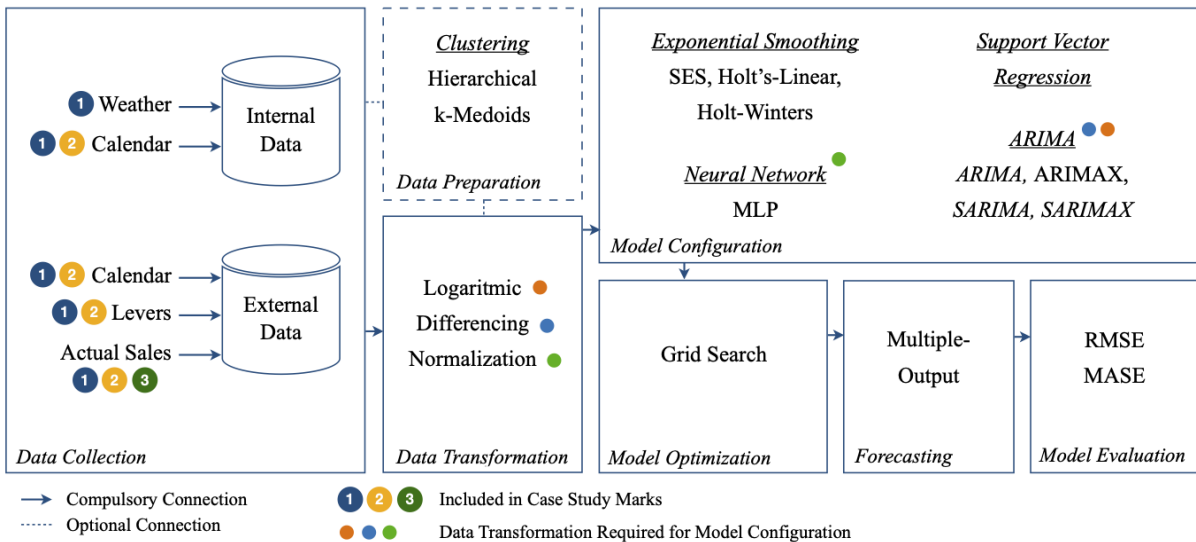 1 Weather
1 2 Calendar
Internal
Data
1 2 Calendar
1 2 Levers
Actual Sales
1 2 3
External
Data
Data Collection
Clustering
Hierarchical
k-Medoids
Data Preparation
Logaritmic
Differencing
Normalization
Data Transformation
Exponential Smoothing
SES, Holt's-Linear,
Holt-Winters
Neural Network
MLP
Support Vector
Regression
ARIMA
ARIMA, ARIMAX,
SARIMA, SARIMAX
Model Configuration
Grid Search
Model Optimization
Multiple-
Output
Forecasting
RMSE
MASE
Model Evaluation
Compulsory Connection
Optional Connection
1 2 3 Included in Case Study Marks
Data Transformation Required for Model Configuration